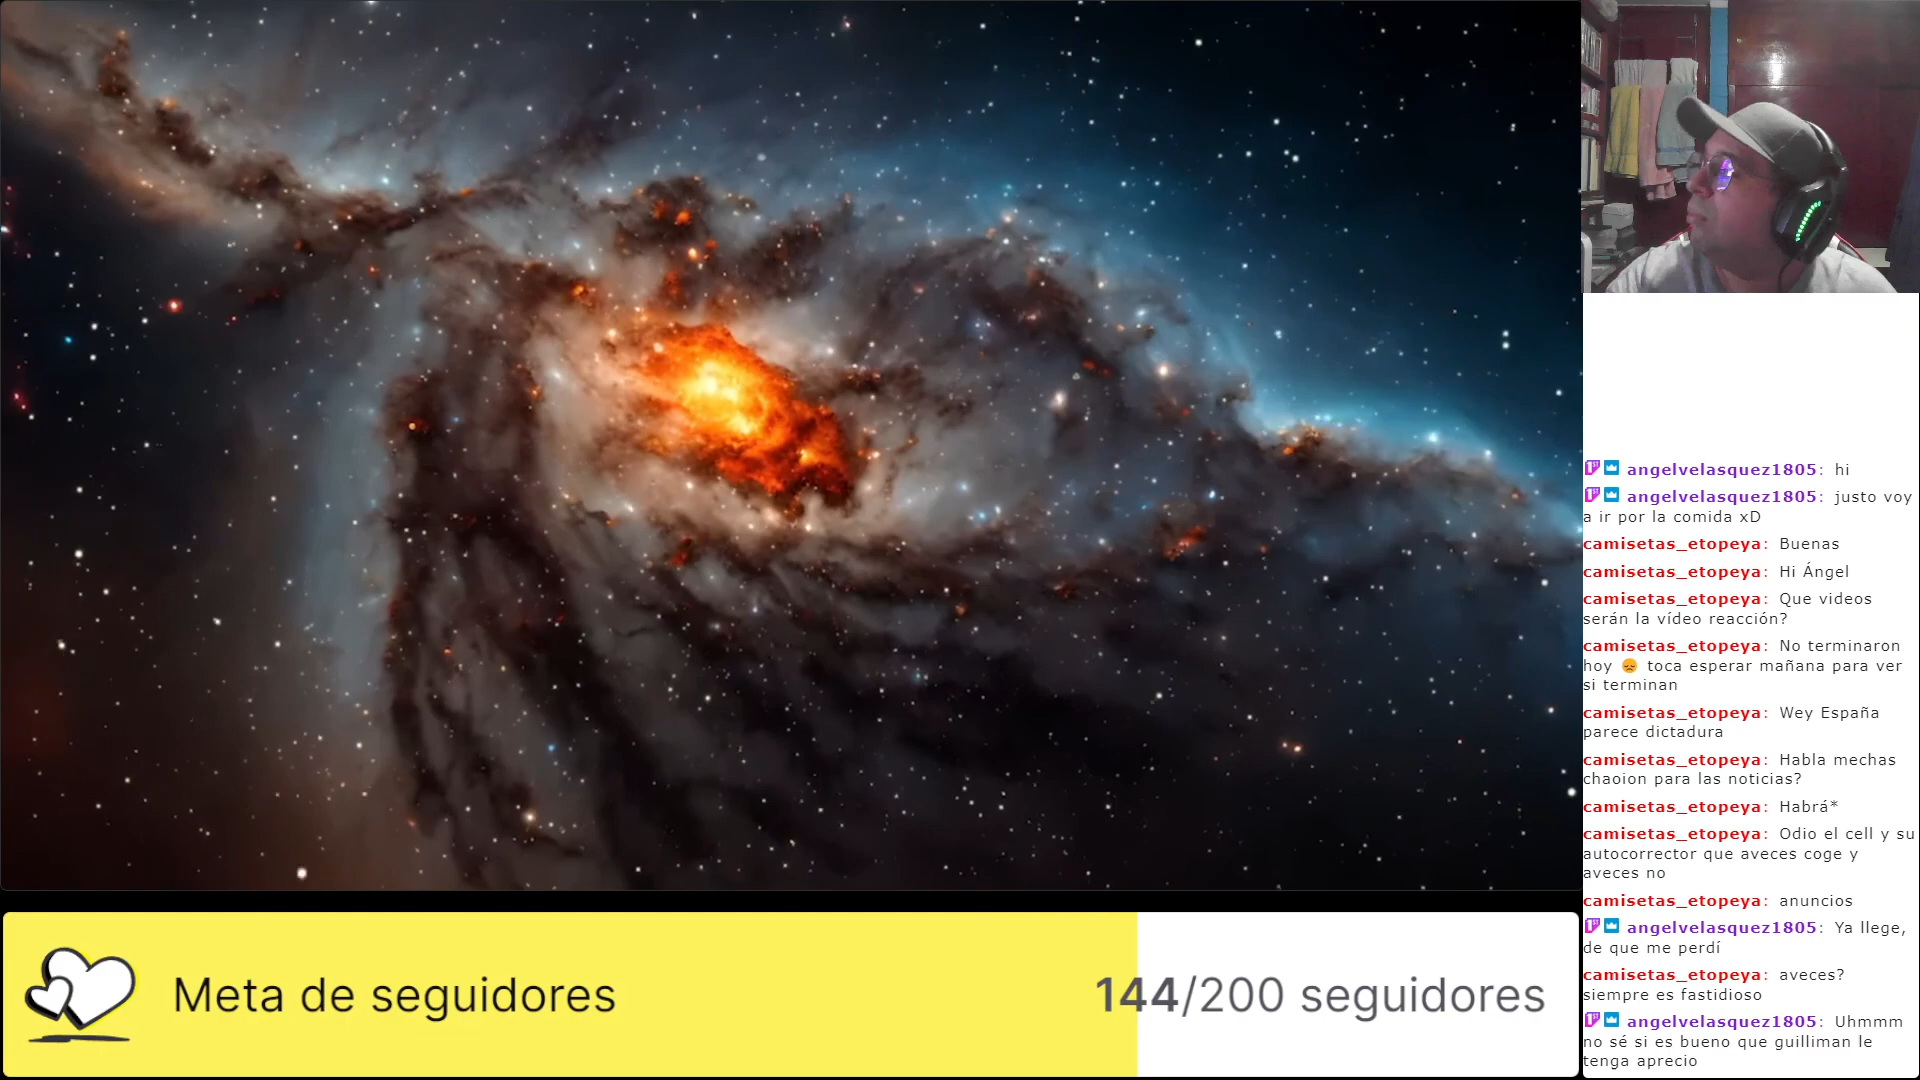 angelvelasquez1805: hi
angelvelasquez1805: justo voy
a ir por la comida xD
camisetas_etopeya: Buenas
camisetas_etopeya: Hi Ángel
camisetas_etopeya: Que videos
serán la vídeo reacción?
camisetas_etopeya: No terminaron
hoy 😞 toca esperar mañana para ver
si terminan
camisetas_etopeya: Wey España
parece dictadura
camisetas_etopeya: Habla mechas
chaoion para las noticias?
camisetas_etopeya: Habrá*
camisetas_etopeya: Odio el cell y su
autocorrector que aveces coge y
aveces no
camisetas_etopeya: anuncios
angelvelasquez1805: Ya llege,
de que me perdí
camisetas_etopeya: aveces?
siempre es fastidioso
angelvelasquez1805: Uhmmm
no sé si es bueno que guilliman le
tenga aprecio
Meta de seguidores
144/200 seguidores